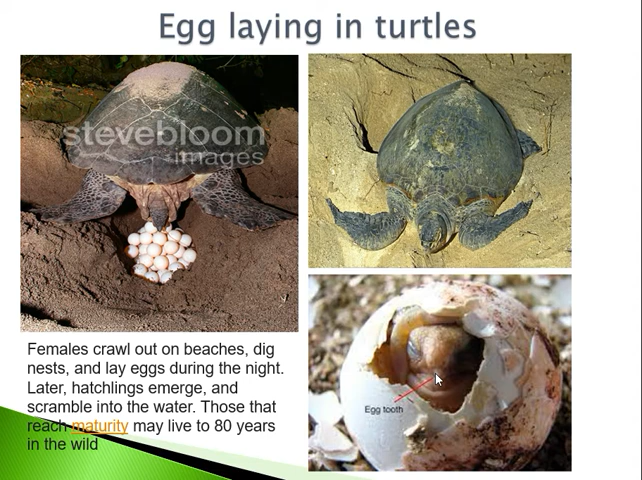 Egg laying in turtles
stevebloom
images
Females crawl out on beaches, dig
nests, and lay eggs during the night.
Later, hatchlings emerge, and
scramble into the water. Those that
reach maturity may live to 80 years
in the wild
Egg tooth